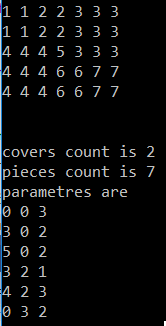 1 1 2 2 3 3 3
1 1 2 2 3 3 3
4 4 4 5 3 3 3
4 4 4 6 6 7 7
4 4 4 6 6 7 7
covers count is 2
pieces count is 7
parametres are
0 0 3
3 0 2
5 0 2
3 2 1
4 2 3
0 3 2